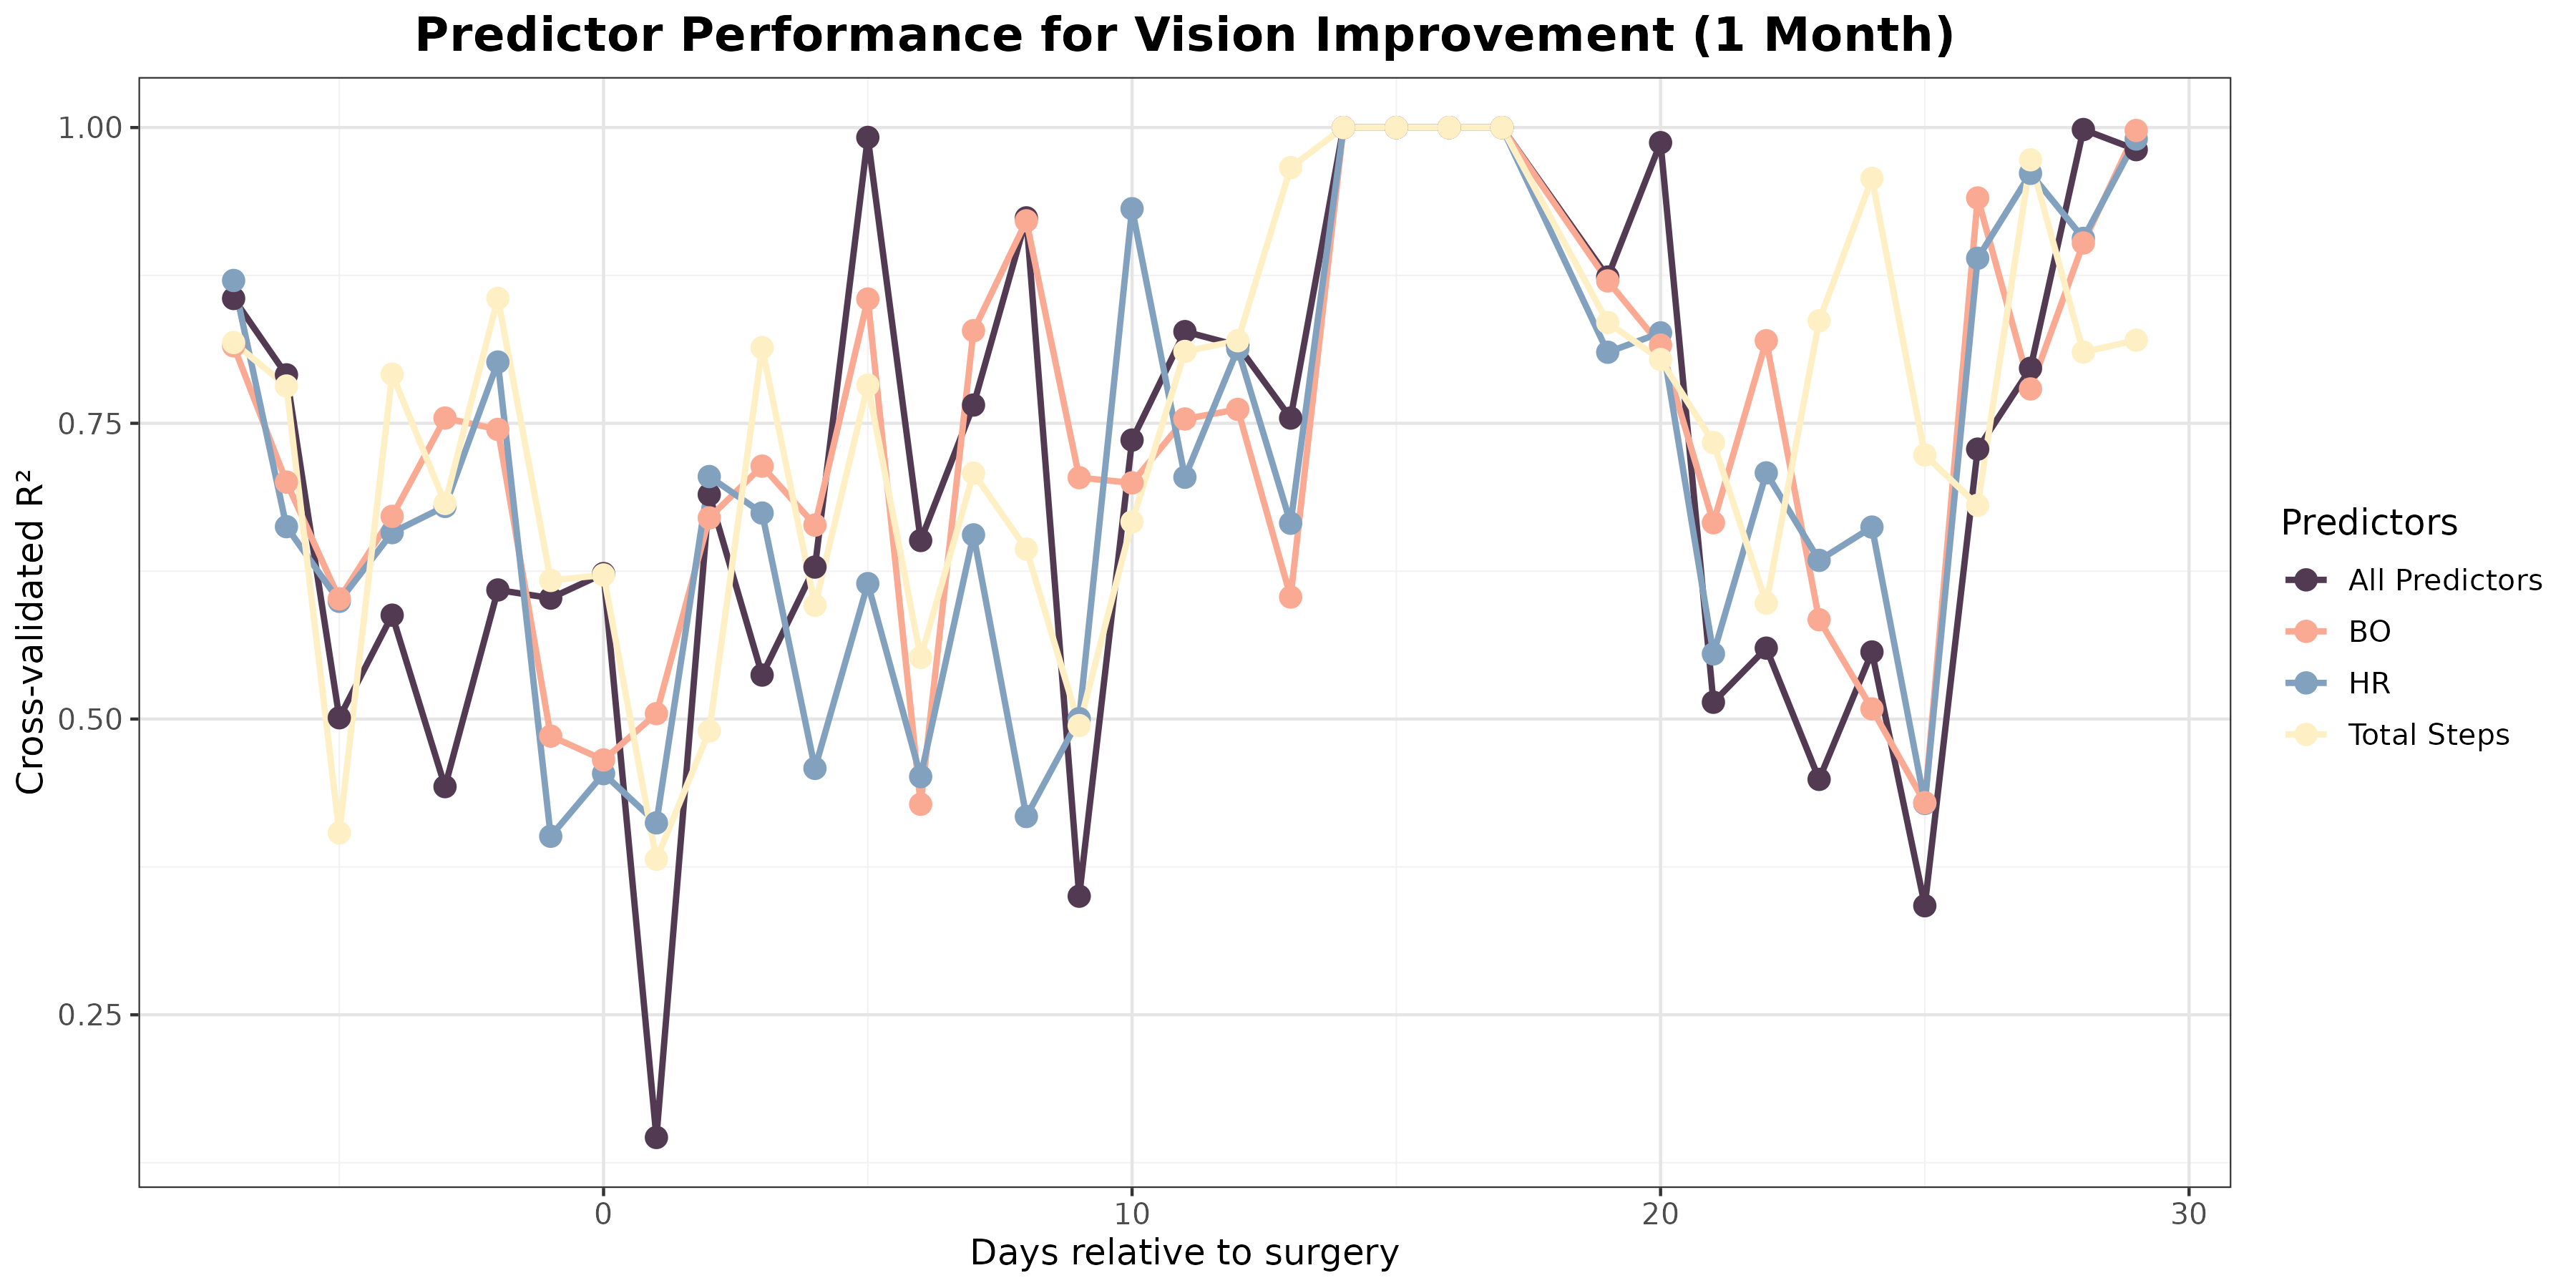 Predictor Performance for Vision Improvement (1 Month)
1.00
0.75
0.50
0.25
Cross-validated R²
0
10
20
30
Days relative to surgery
Predictors
All Predictors
BO
HR
Total Steps